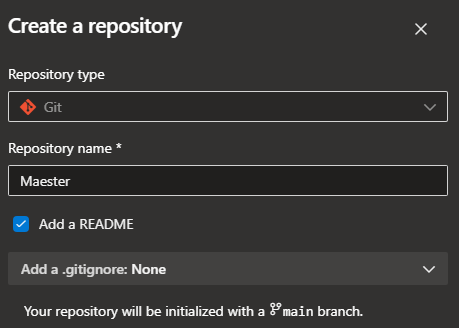 Create a repository
Repository type
Git
Repository name *
Maester
Add a README
Add a .gitignore: None
Your repository will be initialized with a main branch.